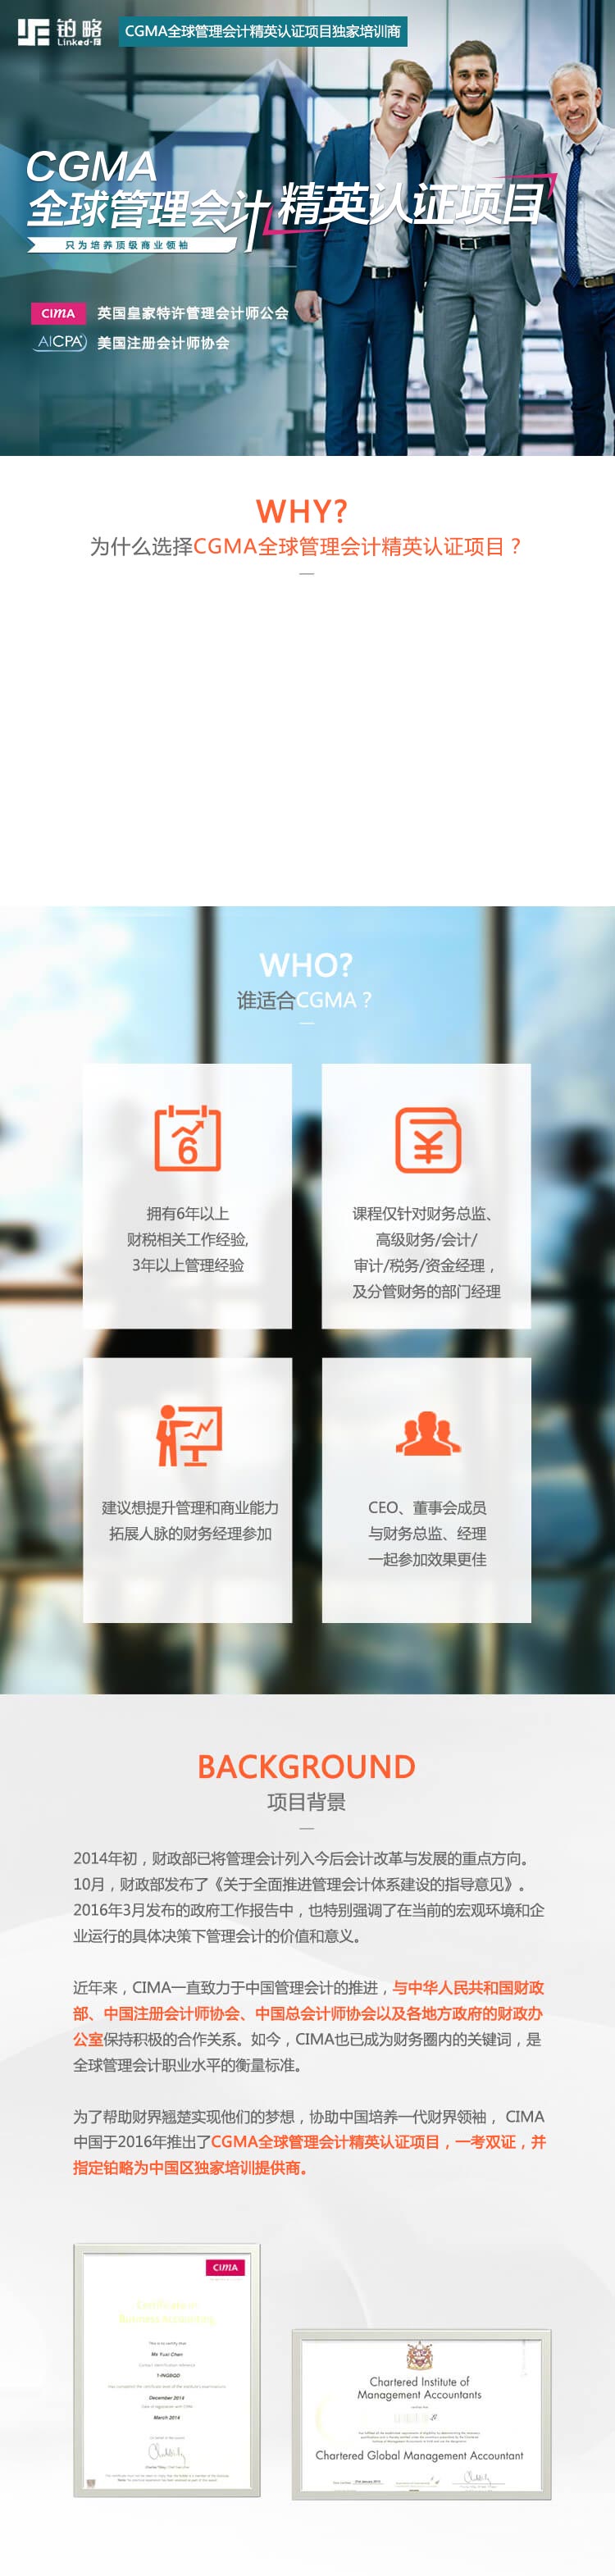 铂略
Linked-F
CGMA全球管理会计精英认证项目独家培训商
CGMA
全球管理会计精英认证项目
只为培养顶级商业领袖
CIMA 英国皇家特许管理会计师公会
AICPA 美国注册会计师协会
WHY?
为什么选择CGMA全球管理会计精英认证项目？
WHO?
谁适合CGMA？
6
拥有6年以上
财税相关工作经验,
3年以上管理经验
¥
课程仅针对财务总监、
高级财务/会计/
审计/税务/资金经理，
及分管财务的部门经理
建议想提升管理和商业能力
拓展人脉的财务经理参加
CEO、董事会成员
与财务总监、经理
一起参加效果更佳
BACKGROUND
项目背景
2014年初，财政部已将管理会计列入今后会计改革与发展的重点方向。
10月，财政部发布了《关于全面推进管理会计体系建设的指导意见》。
2016年3月发布的政府工作报告中，也特别强调了在当前的宏观环境和企
业运行的具体决策下管理会计的价值和意义。
近年来，CIMA一直致力于中国管理会计的推进，与中华人民共和国财政
部、中国注册会计师协会、中国总会计师协会以及各地方政府的财政办
公室保持积极的合作关系。如今，CIMA也已成为财务圈内的关键词，是
全球管理会计职业水平的衡量标准。
为了帮助财界翘楚实现他们的梦想，协助中国培养一代财界领袖， CIMA
中国于2016年推出了CGMA全球管理会计精英认证项目，一考双证，并
指定铂略为中国区独家培训提供商。
CIMA
Certificate in
Business Accounting
This is to certify that
Ms Yuxi Chen
December 2014
March 2014
Chartered Institute of
Management Accountants
Chartered Global Management Accountant